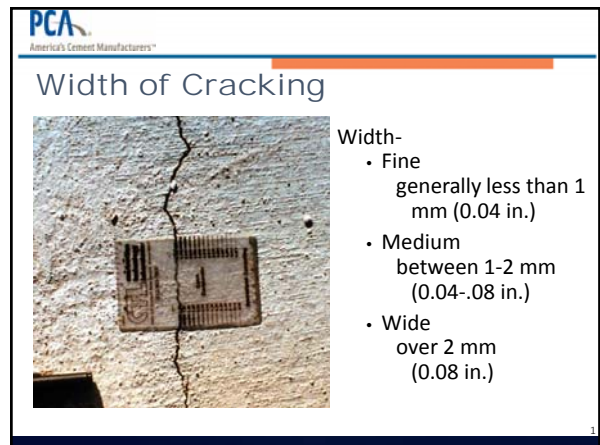 PCA
America's Cement Manufacturers™
Width of Cracking
Width-
• Fine
generally less than 1
mm (0.04 in.)
• Medium
between 1-2 mm
(0.04-.08 in.)
• Wide
over 2 mm
(0.08 in.)
1